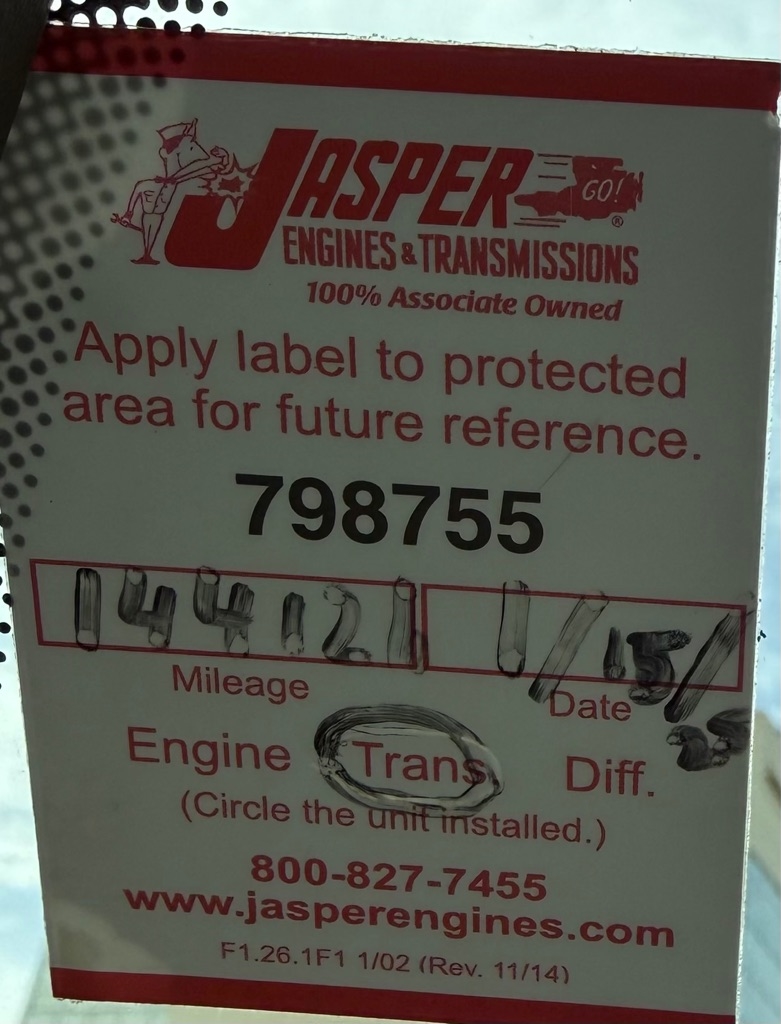 JASPER GO! ®
ENGINES & TRANSMISSIONS
100% Associate Owned
Apply label to protected
area for future reference.
798755
144121 1/15/
Mileage Date
Engine Trans Diff.
(Circle the unit installed.)
800-827-7455
www.jasperengines.com
F1.26.1F1 1/02 (Rev. 11/14)